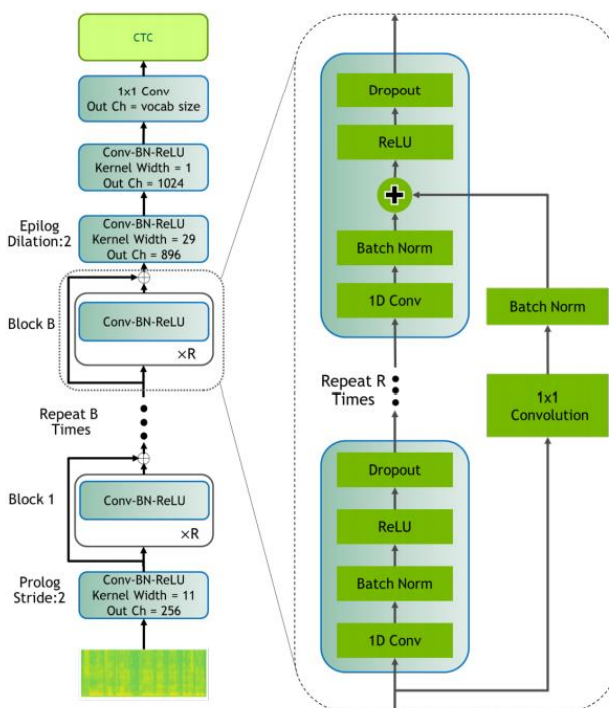 CTC
1x1 Conv
Out Ch = vocab size
Conv-BN-ReLU
Kernel Width = 1
Out Ch = 1024
Epilog
Dilation:2
Conv-BN-ReLU
Kernel Width = 29
Out Ch = 896
Block B
Conv-BN-ReLU
×R
Repeat B
Times
Block 1
Conv-BN-ReLU
×R
Prolog
Stride:2
Conv-BN-ReLU
Kernel Width = 11
Out Ch = 256
Dropout
ReLU
+
Batch Norm
1D Conv
Batch Norm
1x1
Convolution
Repeat R
Times
Dropout
ReLU
Batch Norm
1D Conv